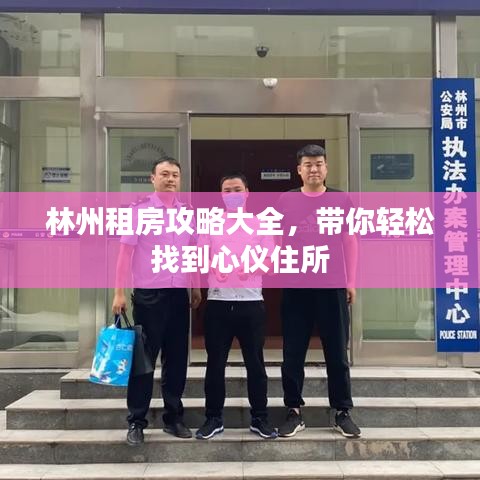 林州租房攻略大全，带你轻松
找到心仪住所
林州市
公安局
执法办案管理中心
POLICE STATION